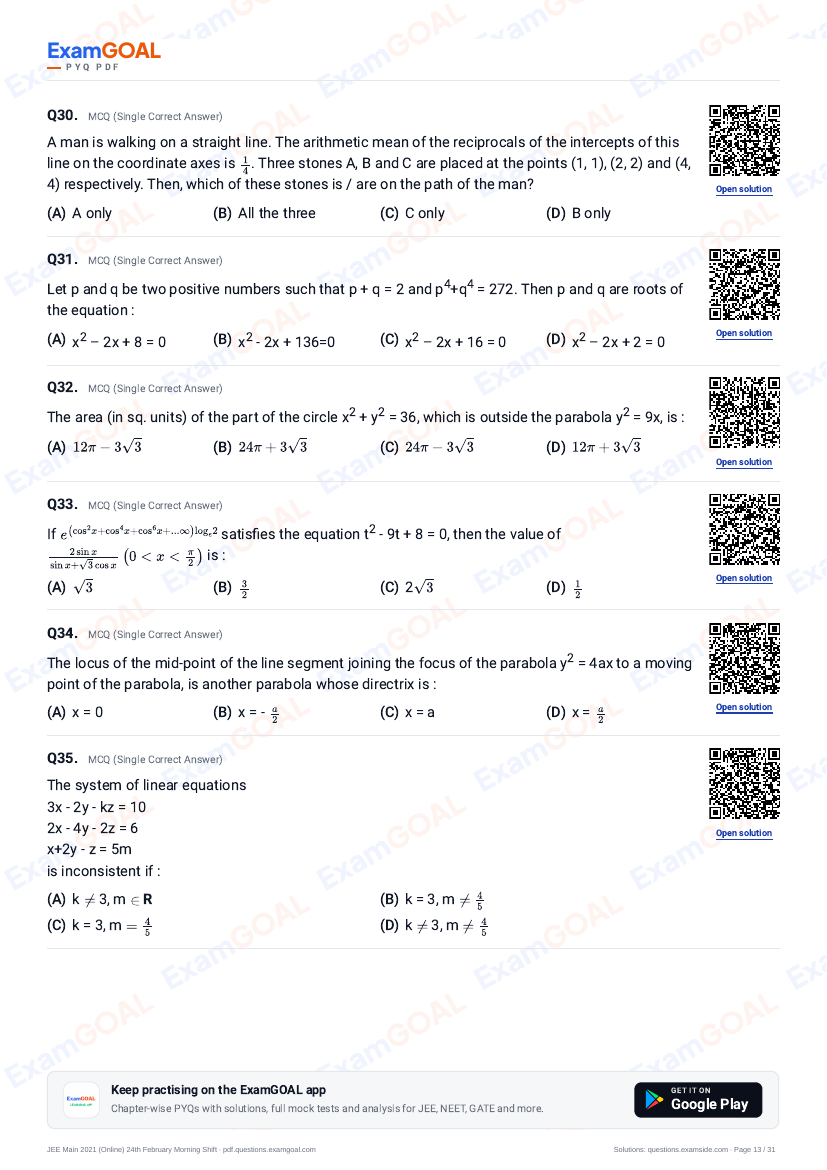 ExamGOAL
PYQ PDF
Q30. MCQ (Single Correct Answer)
A man is walking on a straight line. The arithmetic mean of the reciprocals of the intercepts of this
line on the coordinate axes is 1/4. Three stones A, B and C are placed at the points (1, 1), (2, 2) and (4,
4) respectively. Then, which of these stones is / are on the path of the man?
(A) A only (B) All the three (C) C only (D) B only
Open solution
Q31. MCQ (Single Correct Answer)
Let p and q be two positive numbers such that p + q = 2 and p⁴+q⁴ = 272. Then p and q are roots of
the equation :
(A) x² − 2x + 8 = 0 (B) x² - 2x + 136=0 (C) x² − 2x + 16 = 0 (D) x² − 2x + 2 = 0
Open solution
Q32. MCQ (Single Correct Answer)
The area (in sq. units) of the part of the circle x² + y² = 36, which is outside the parabola y² = 9x, is :
(A) 12π − 3√3 (B) 24π + 3√3 (C) 24π − 3√3 (D) 12π + 3√3
Open solution
Q33. MCQ (Single Correct Answer)
If e^(cos²x+cos⁴x+cos⁶x+...∞)logₑ2 satisfies the equation t² - 9t + 8 = 0, then the value of
2 sin x / (sin x+√3 cos x) (0 < x < π/2) is :
(A) √3 (B) 3/2 (C) 2√3 (D) 1/2
Open solution
Q34. MCQ (Single Correct Answer)
The locus of the mid-point of the line segment joining the focus of the parabola y² = 4ax to a moving
point of the parabola, is another parabola whose directrix is :
(A) x = 0 (B) x = - a/2 (C) x = a (D) x = a/2
Open solution
Q35. MCQ (Single Correct Answer)
The system of linear equations
3x - 2y - kz = 10
2x - 4y - 2z = 6
x+2y - z = 5m
is inconsistent if :
(A) k ≠ 3, m ∈ R (B) k = 3, m ≠ 4/5
(C) k = 3, m = 4/5 (D) k ≠ 3, m ≠ 4/5
Open solution
Keep practising on the ExamGOAL app
Chapter-wise PYQs with solutions, full mock tests and analysis for JEE, NEET, GATE and more.
GET IT ON
Google Play
JEE Main 2021 (Online) 24th February Morning Shift · pdf.questions.examgoal.com
Solutions: questions.examside.com · Page 13 / 31